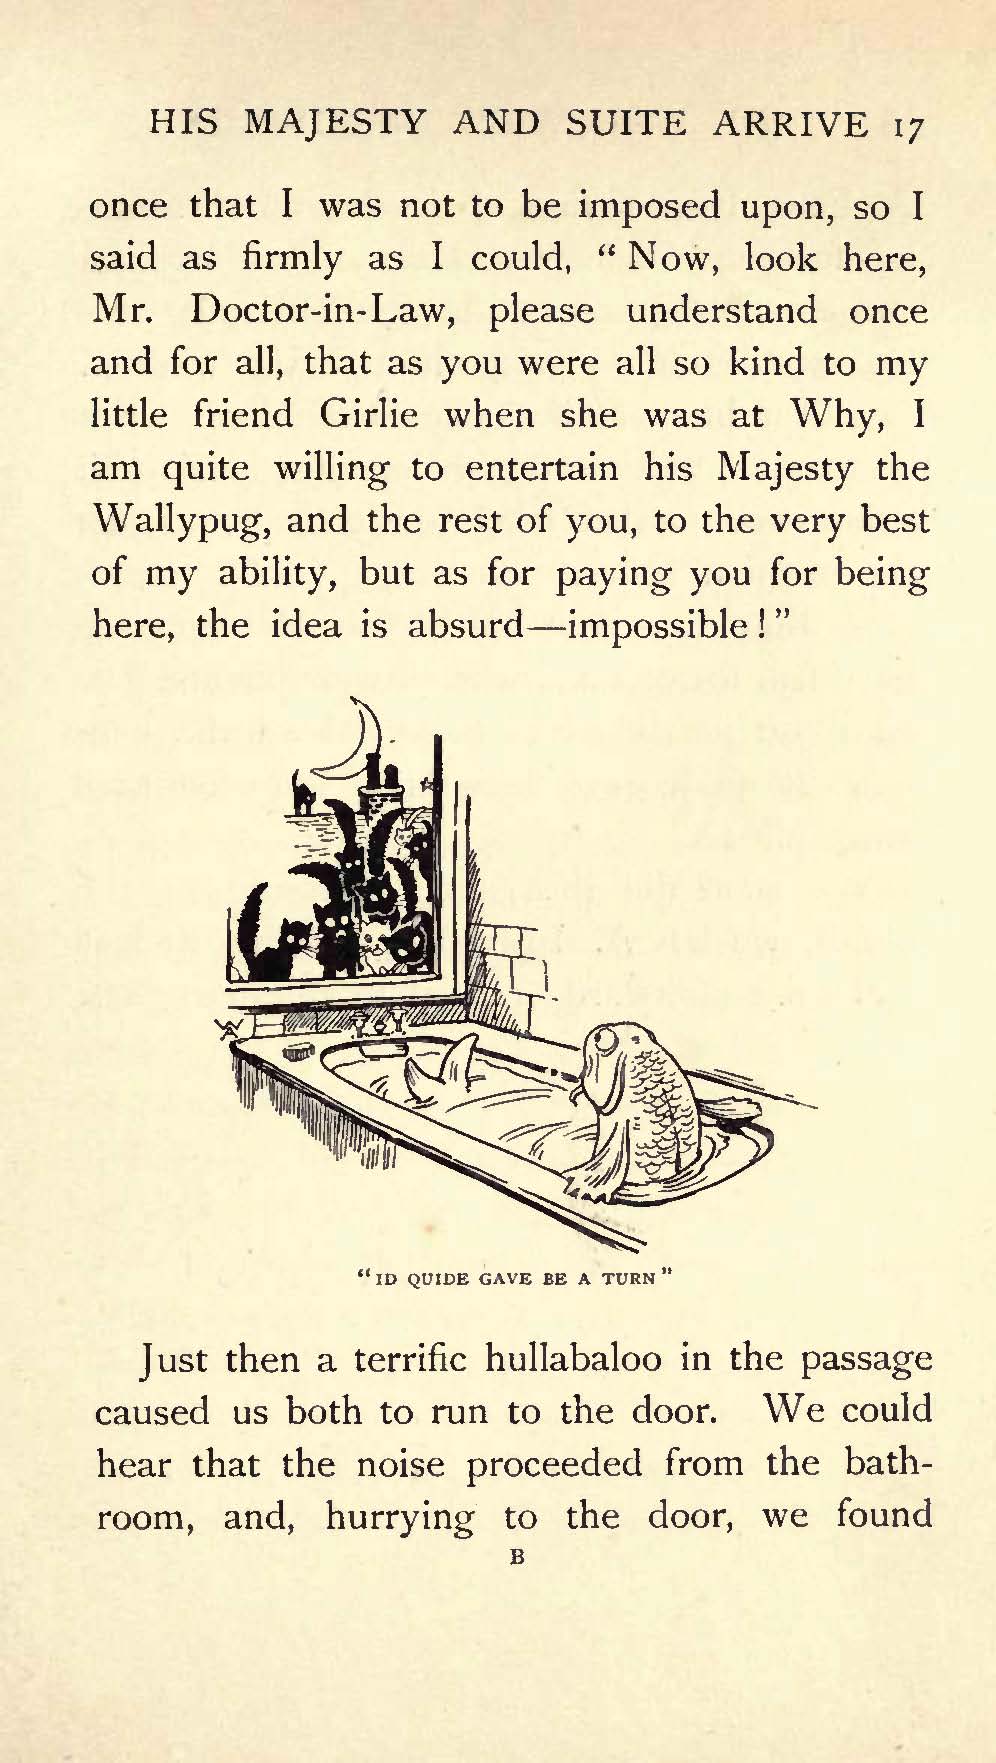 HIS MAJESTY AND SUITE ARRIVE 17
once that I was not to be imposed upon, so I
said as firmly as I could, “Now, look here,
Mr. Doctor-in-Law, please understand once
and for all, that as you were all so kind to my
little friend Girlie when she was at Why, I
am quite willing to entertain his Majesty the
Wallypug, and the rest of you, to the very best
of my ability, but as for paying you for being
here, the idea is absurd—impossible!”
“ID QUIDE GAVE BE A TURN”
Just then a terrific hullabaloo in the passage
caused us both to run to the door. We could
hear that the noise proceeded from the bath-
room, and, hurrying to the door, we found
B